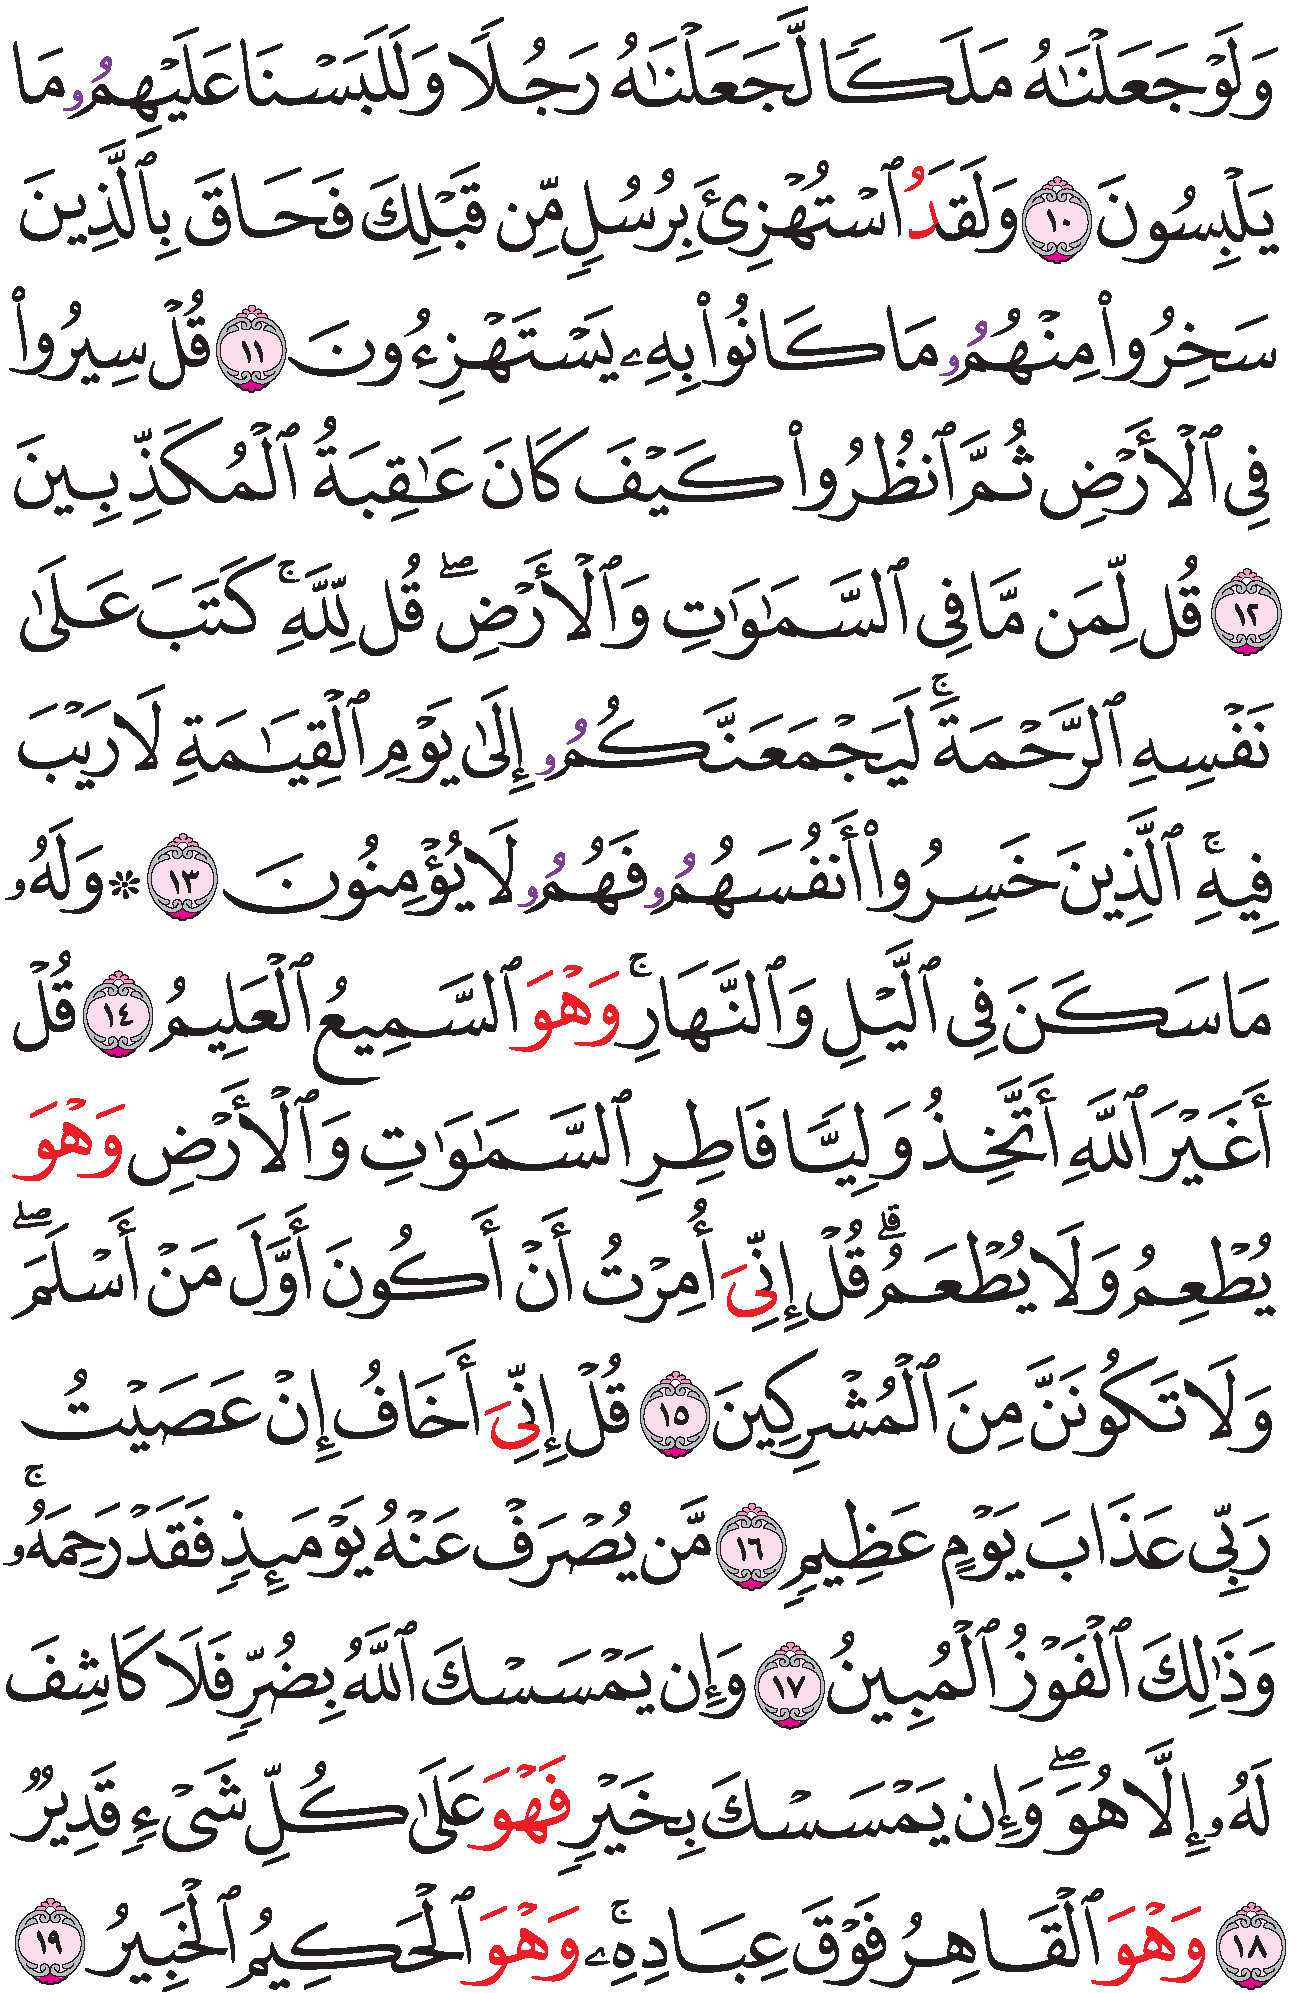 وَلَوۡ جَعَلۡنَٰهُ مَلَكٗا لَّجَعَلۡنَٰهُ رَجُلٗا وَلَلَبَسۡنَا عَلَيۡهِمُۥ مَا
يَلۡبِسُونَ ١٠ وَلَقَدُ ٱسۡتُهۡزِئَ بِرُسُلٖ مِّن قَبۡلِكَ فَحَاقَ بِٱلَّذِينَ
سَخِرُواْ مِنۡهُمُۥ مَا كَانُواْ بِهِۦ يَسۡتَهۡزِءُونَ ١١ قُلۡ سِيرُواْ
فِي ٱلۡأَرۡضِ ثُمَّ ٱنظُرُواْ كَيۡفَ كَانَ عَٰقِبَةُ ٱلۡمُكَذِّبِينَ
١٢ قُل لِّمَن مَّا فِي ٱلسَّمَٰوَٰتِ وَٱلۡأَرۡضِۖ قُل لِّلَّهِۚ كَتَبَ عَلَىٰ
نَفۡسِهِ ٱلرَّحۡمَةَۚ لَيَجۡمَعَنَّكُمُۥ إِلَىٰ يَوۡمِ ٱلۡقِيَٰمَةِ لَا رَيۡبَ
فِيهِۚ ٱلَّذِينَ خَسِرُواْ أَنفُسَهُمُۥ فَهُمُۥ لَا يُؤۡمِنُونَ ١٣ ۞ وَلَهُۥ
مَا سَكَنَ فِي ٱلَّيۡلِ وَٱلنَّهَارِۚ وَهۡوَ ٱلسَّمِيعُ ٱلۡعَلِيمُ ١٤ قُلۡ
أَغَيۡرَ ٱللَّهِ أَتَّخِذُ وَلِيّٗا فَاطِرِ ٱلسَّمَٰوَٰتِ وَٱلۡأَرۡضِ وَهۡوَ
يُطۡعِمُ وَلَا يُطۡعَمُۗ قُلۡ إِنِّيَ أُمِرۡتُ أَنۡ أَكُونَ أَوَّلَ مَنۡ أَسۡلَمَۖ
وَلَا تَكُونَنَّ مِنَ ٱلۡمُشۡرِكِينَ ١٥ قُلۡ إِنِّيَ أَخَافُ إِنۡ عَصَيۡتُ
رَبِّي عَذَابَ يَوۡمٍ عَظِيمٖ ١٦ مَّن يُصۡرَفۡ عَنۡهُ يَوۡمَئِذٖ فَقَدۡ رَحِمَهُۥۚ
وَذَٰلِكَ ٱلۡفَوۡزُ ٱلۡمُبِينُ ١٧ وَإِن يَمۡسَسۡكَ ٱللَّهُ بِضُرّٖ فَلَا كَاشِفَ
لَهُۥ إِلَّا هُوَۖ وَإِن يَمۡسَسۡكَ بِخَيۡرٖ فَهۡوَ عَلَىٰ كُلِّ شَيۡءٖ قَدِيرٞ
١٨ وَهۡوَ ٱلۡقَاهِرُ فَوۡقَ عِبَادِهِۦۚ وَهۡوَ ٱلۡحَكِيمُ ٱلۡخَبِيرُ ١٩